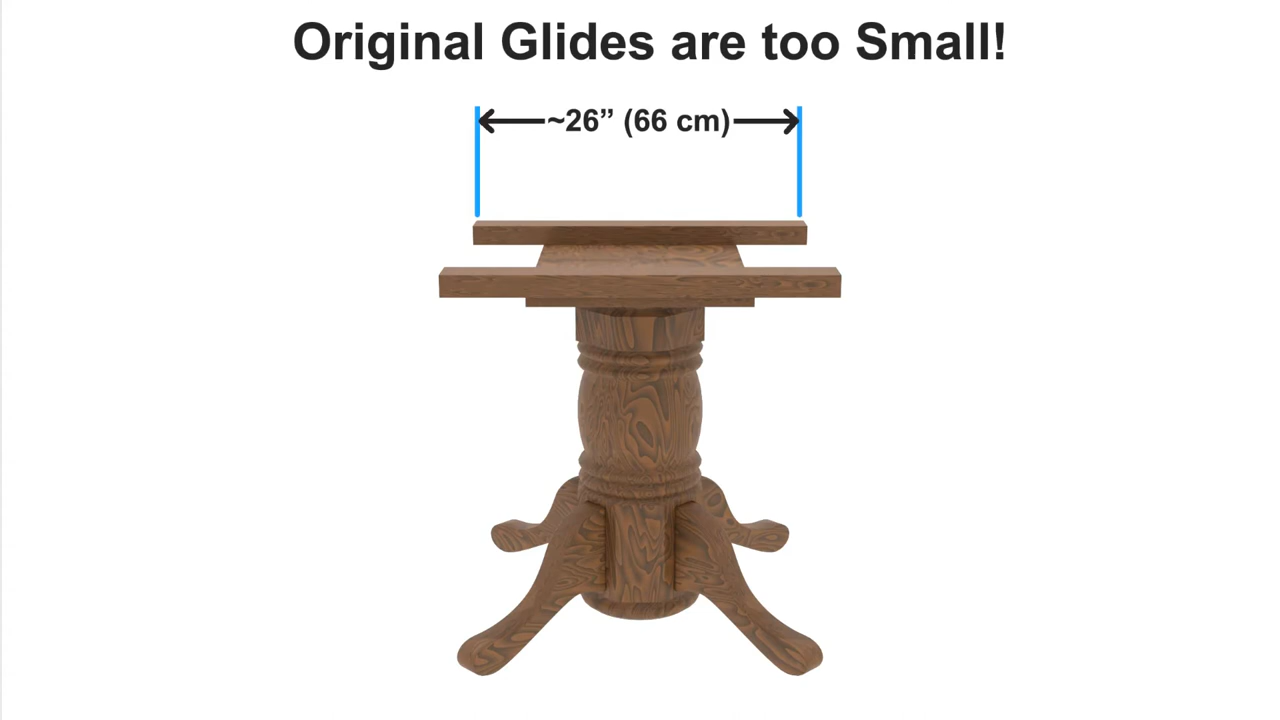 Original Glides are too Small!
~26” (66 cm)